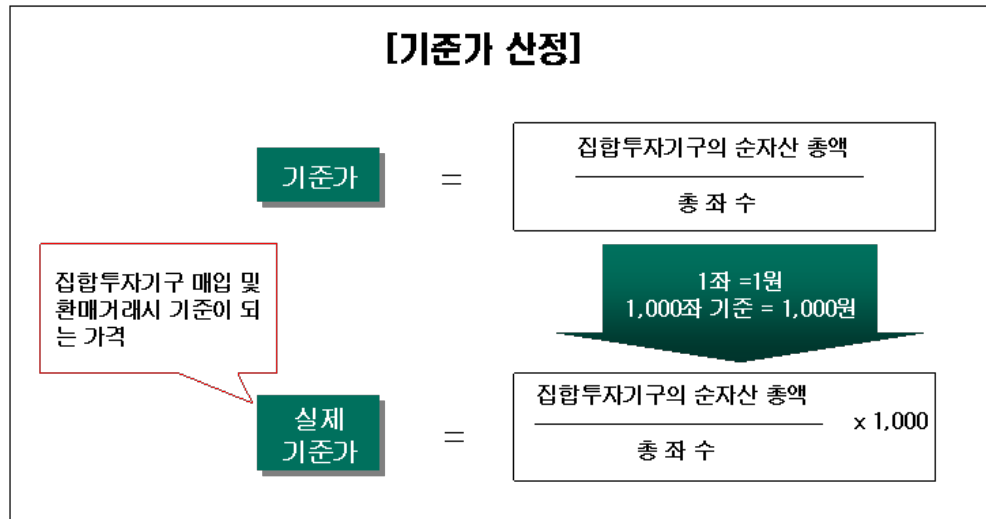 [기준가 산정]
기준가
=
집합투자기구의 순자산 총액
총 좌 수
집합투자기구 매입 및
환매거래시 기준이 되
는 가격
1좌 =1원
1,000좌 기준 = 1,000원
실제
기준가
=
집합투자기구의 순자산 총액
총 좌 수
x 1,000